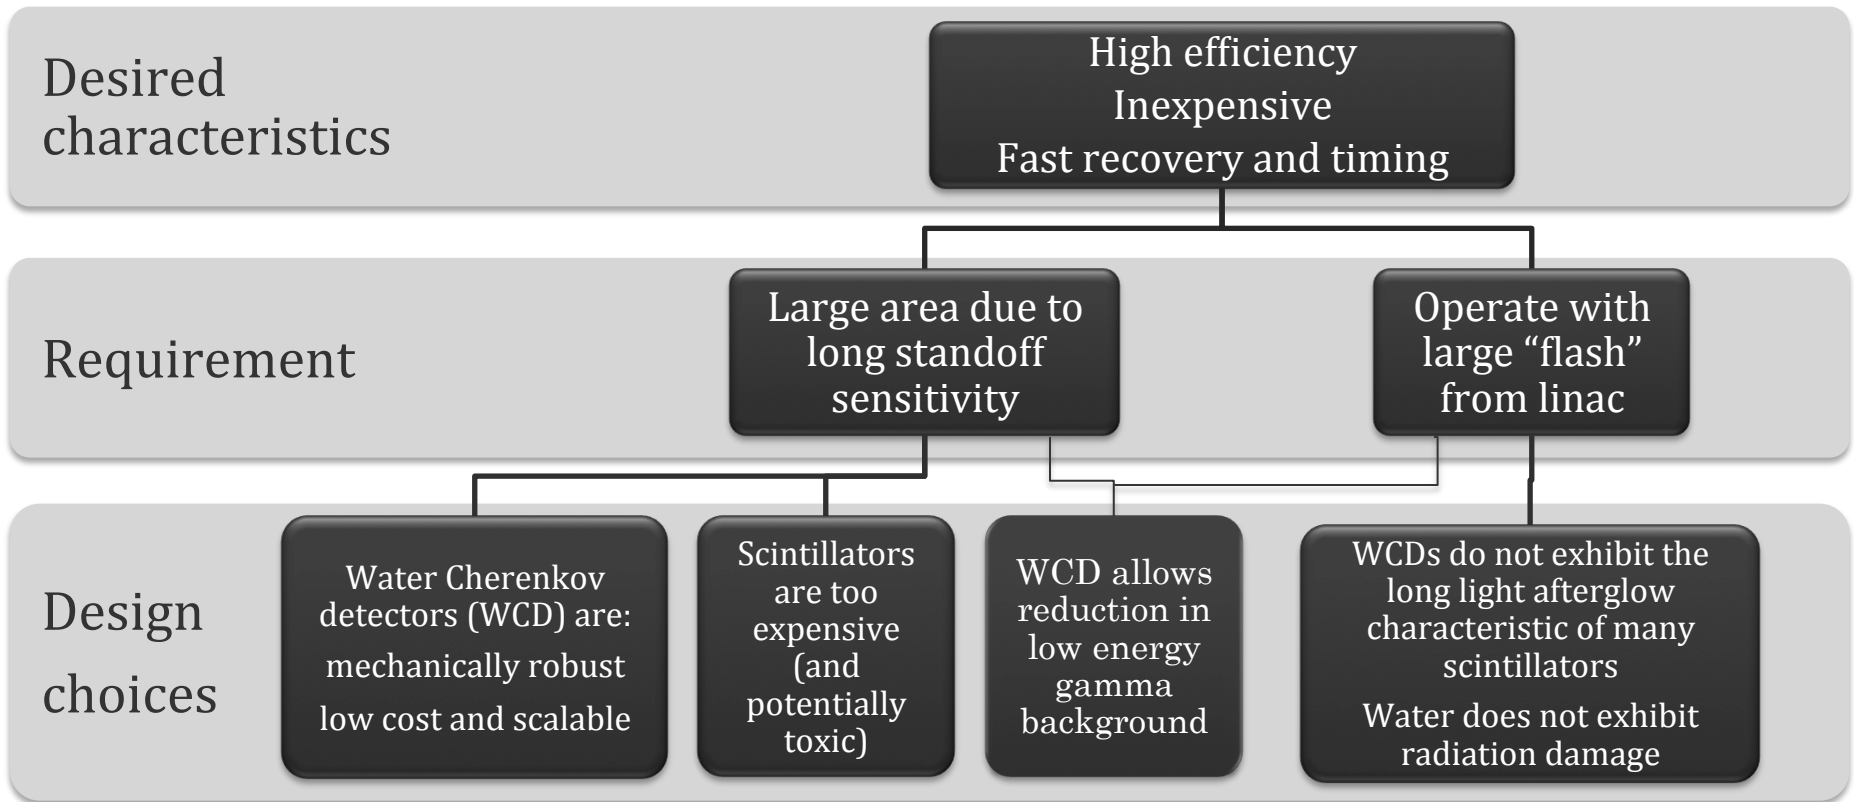 Desired
characteristics
High efficiency
Inexpensive
Fast recovery and timing
Requirement
Large area due to
long standoff
sensitivity
Operate with
large “flash”
from linac
Design
choices
Water Cherenkov
detectors (WCD) are:
mechanically robust
low cost and scalable
Scintillators
are too
expensive
(and
potentially
toxic)
WCD allows
reduction in
low energy
gamma
background
WCDs do not exhibit the
long light afterglow
characteristic of many
scintillators
Water does not exhibit
radiation damage